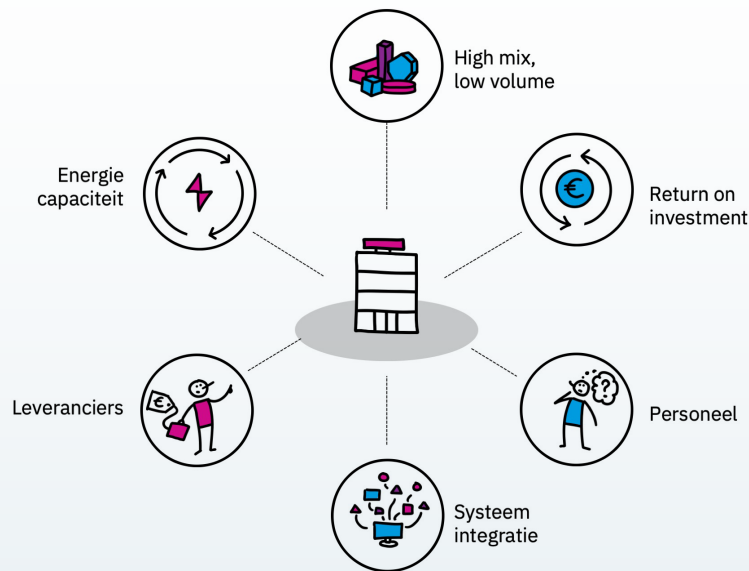 High mix,
low volume
Energie
capaciteit
€
Return on
investment
Leveranciers
€
?
Personeel
Systeem
integratie